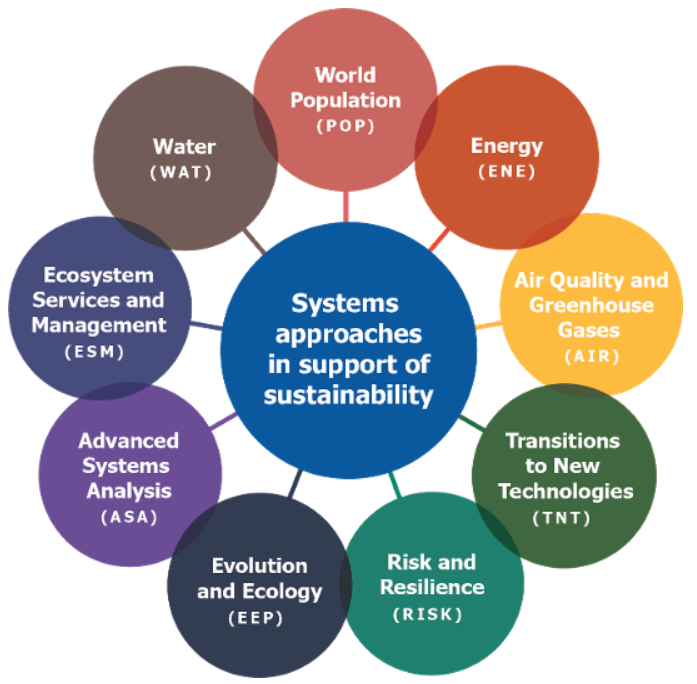 World
Population
(POP)
Energy
(ENE)
Air Quality and
Greenhouse
Gases
(AIR)
Transitions
to New
Technologies
(TNT)
Risk and
Resilience
(RISK)
Evolution
and Ecology
(EEP)
Advanced
Systems
Analysis
(ASA)
Ecosystem
Services and
Management
(ESM)
Water
(WAT)
Systems
approaches
in support of
sustainability